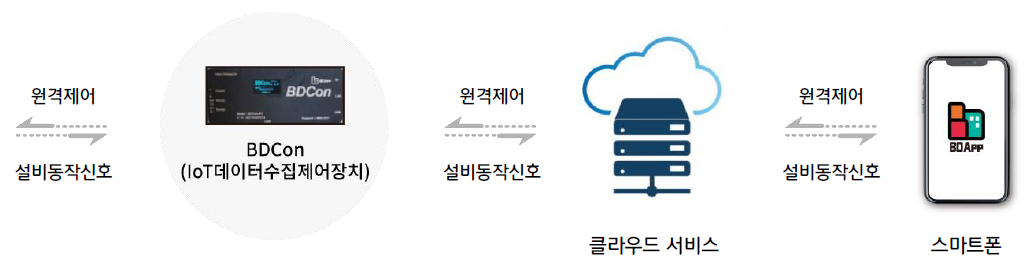 원격제어
설비동작신호
BDCon
BDCon
(IoT데이터수집제어장치)
원격제어
설비동작신호
클라우드 서비스
원격제어
설비동작신호
BDApp
스마트폰